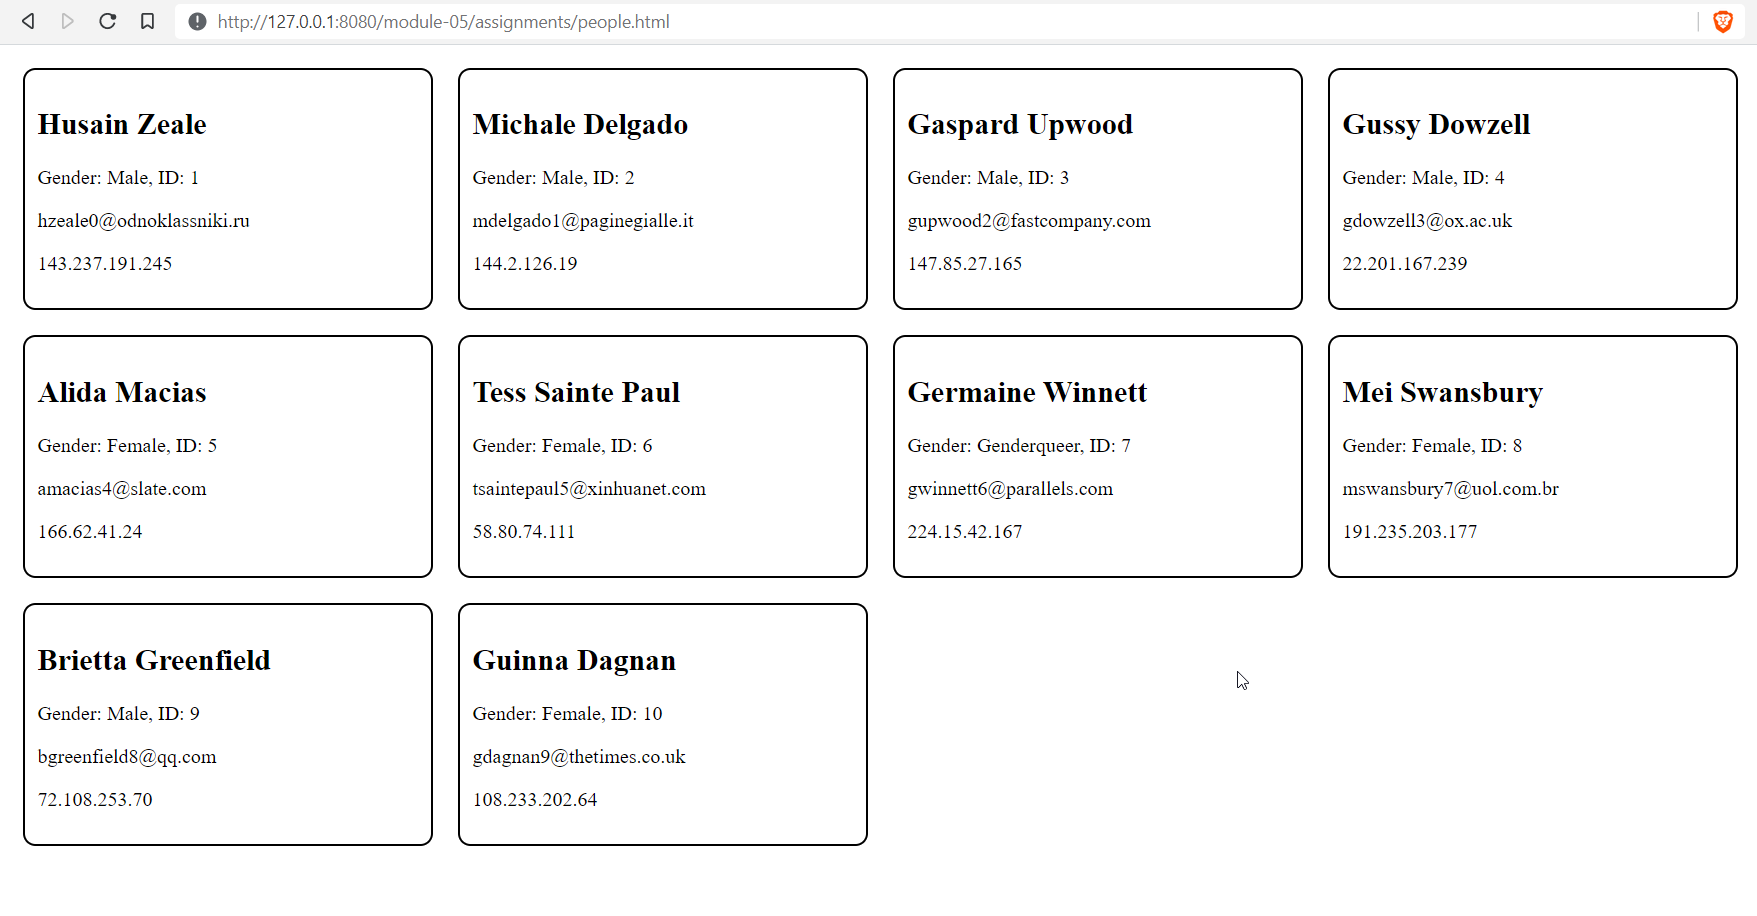 http://127.0.0.1:8080/module-05/assignments/people.html
Husain Zeale
Gender: Male, ID: 1
hzeale0@odnoklassniki.ru
143.237.191.245
Michale Delgado
Gender: Male, ID: 2
mdelgado1@paginegialle.it
144.2.126.19
Gaspard Upwood
Gender: Male, ID: 3
gupwood2@fastcompany.com
147.85.27.165
Gussy Dowzell
Gender: Male, ID: 4
gdowzell3@ox.ac.uk
22.201.167.239
Alida Macias
Gender: Female, ID: 5
amacias4@slate.com
166.62.41.24
Tess Sainte Paul
Gender: Female, ID: 6
tsaintepaul5@xinhuanet.com
58.80.74.111
Germaine Winnett
Gender: Genderqueer, ID: 7
gwinnett6@parallels.com
224.15.42.167
Mei Swansbury
Gender: Female, ID: 8
mswansbury7@uol.com.br
191.235.203.177
Brietta Greenfield
Gender: Male, ID: 9
bgreenfield8@qq.com
72.108.253.70
Guinna Dagnan
Gender: Female, ID: 10
gdagnan9@thetimes.co.uk
108.233.202.64